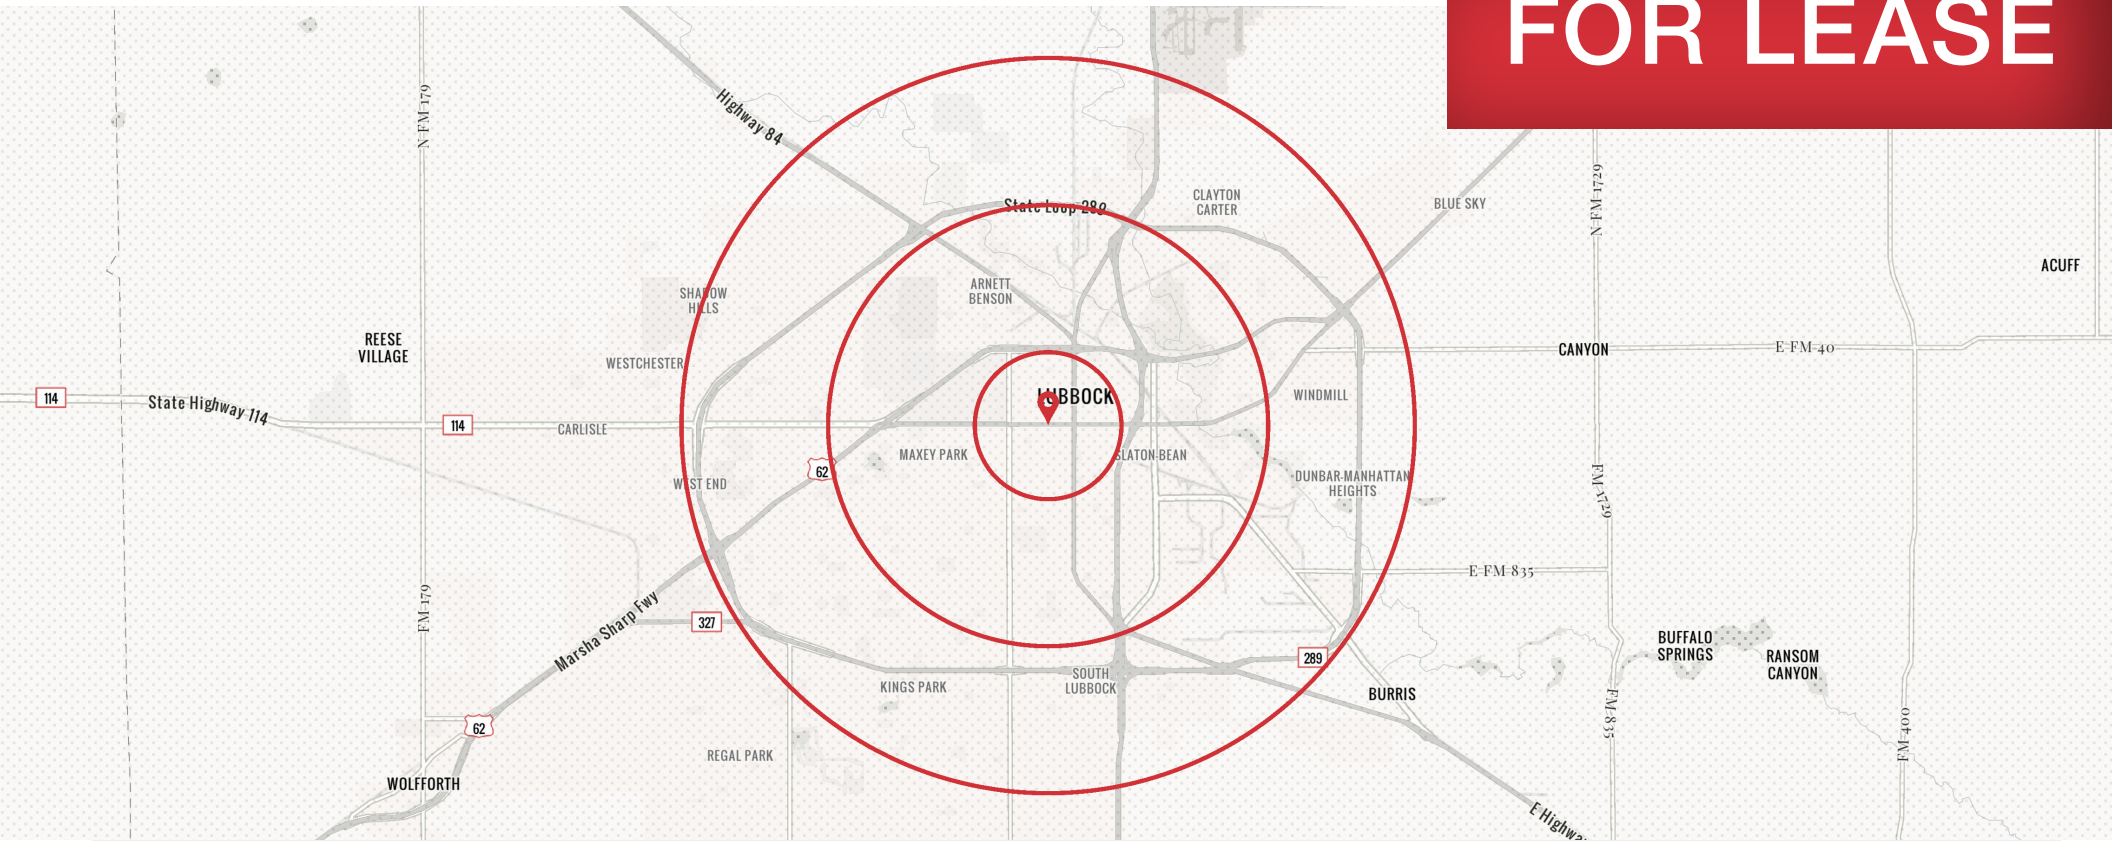 FOR LEASE
N FM-179
Highway 84
N FM-1729
CLAYTON
CARTER
BLUE SKY
State Loop 289
ACUFF
ARNETT
BENSON
SHADOW
HILLS
REESE
VILLAGE
WESTCHESTER
CANYON
E FM 40
114
State Highway 114
LUBBOCK
WINDMILL
114
CARLISLE
MAXEY PARK
SLATON-BEAN
62
WEST END
DUNBAR-MANHATTAN
HEIGHTS
FM-1729
E FM 835
FM-179
Marsha Sharp Fwy
327
289
BUFFALO
SPRINGS
RANSOM
CANYON
SOUTH
LUBBOCK
KINGS PARK
BURRIS
FM-835
62
FM-400
REGAL PARK
WOLFFORTH
E Highway